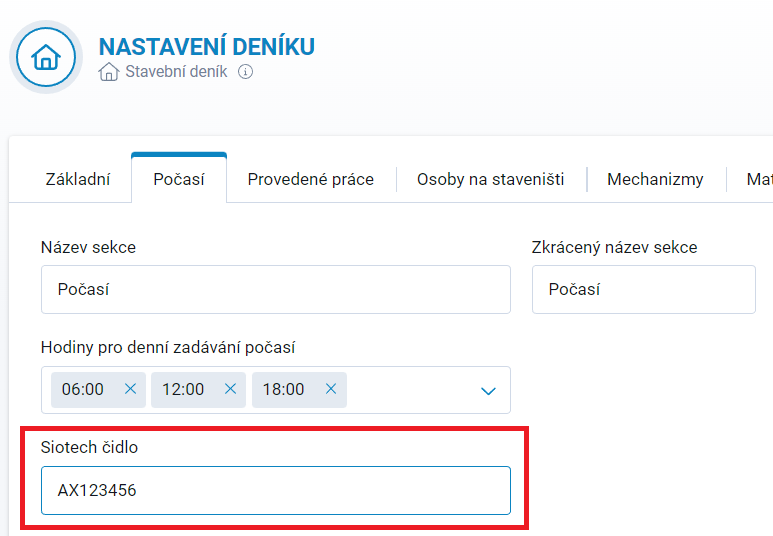 NASTAVENÍ DENÍKU
Stavební deník
Základní Počasí Provedené práce Osoby na staveništi Mechanizmy
Název sekce Zkrácený název sekce
Počasí Počasí
Hodiny pro denní zadávání počasí
06:00 12:00 18:00
Siotech čidlo
AX123456